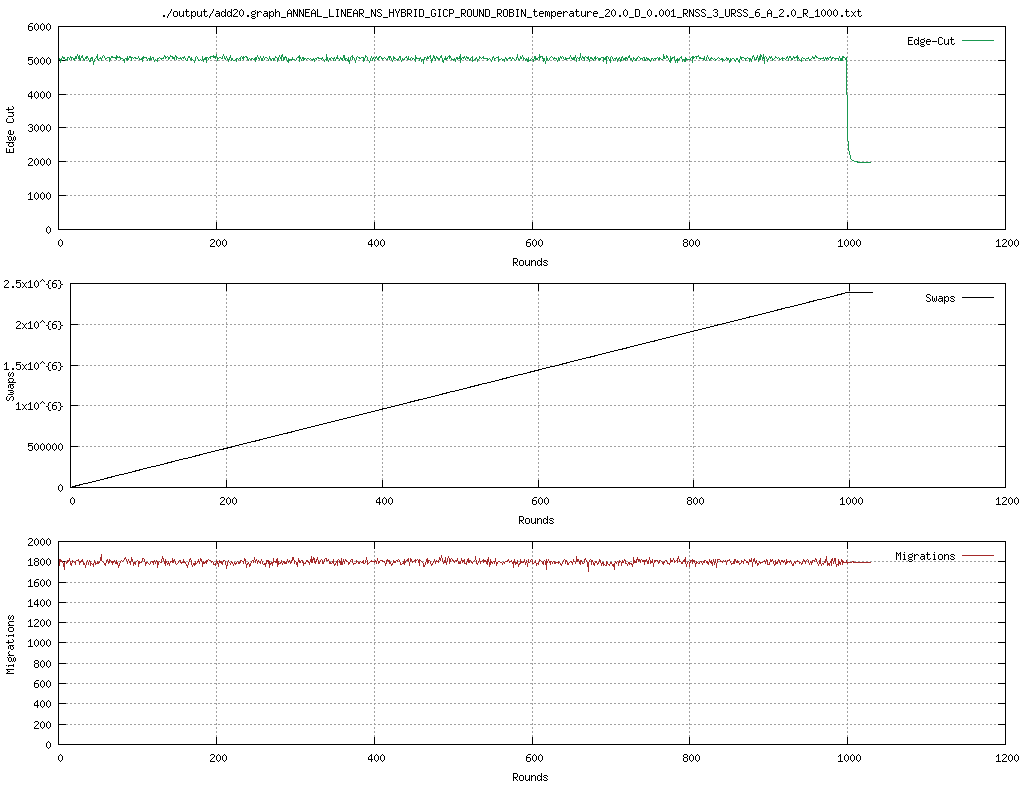 ./output/add20.graph_ANNEAL_LINEAR_NS_HYBRID_GICP_ROUND_ROBIN_temperature_20.0_D_0.001_RNSS_3_URSS_6_A_2.0_R_1000.txt
6000
5000
4000
3000
2000
1000
0
Edge Cut
Edge-Cut
0 200 400 600 800 1000 1200
Rounds
2.5x10^{6}
2x10^{6}
1.5x10^{6}
1x10^{6}
500000
0
Swaps
Swaps
0 200 400 600 800 1000 1200
Rounds
2000
1800
1600
1400
1200
1000
800
600
400
200
0
Migrations
Migrations
0 200 400 600 800 1000 1200
Rounds